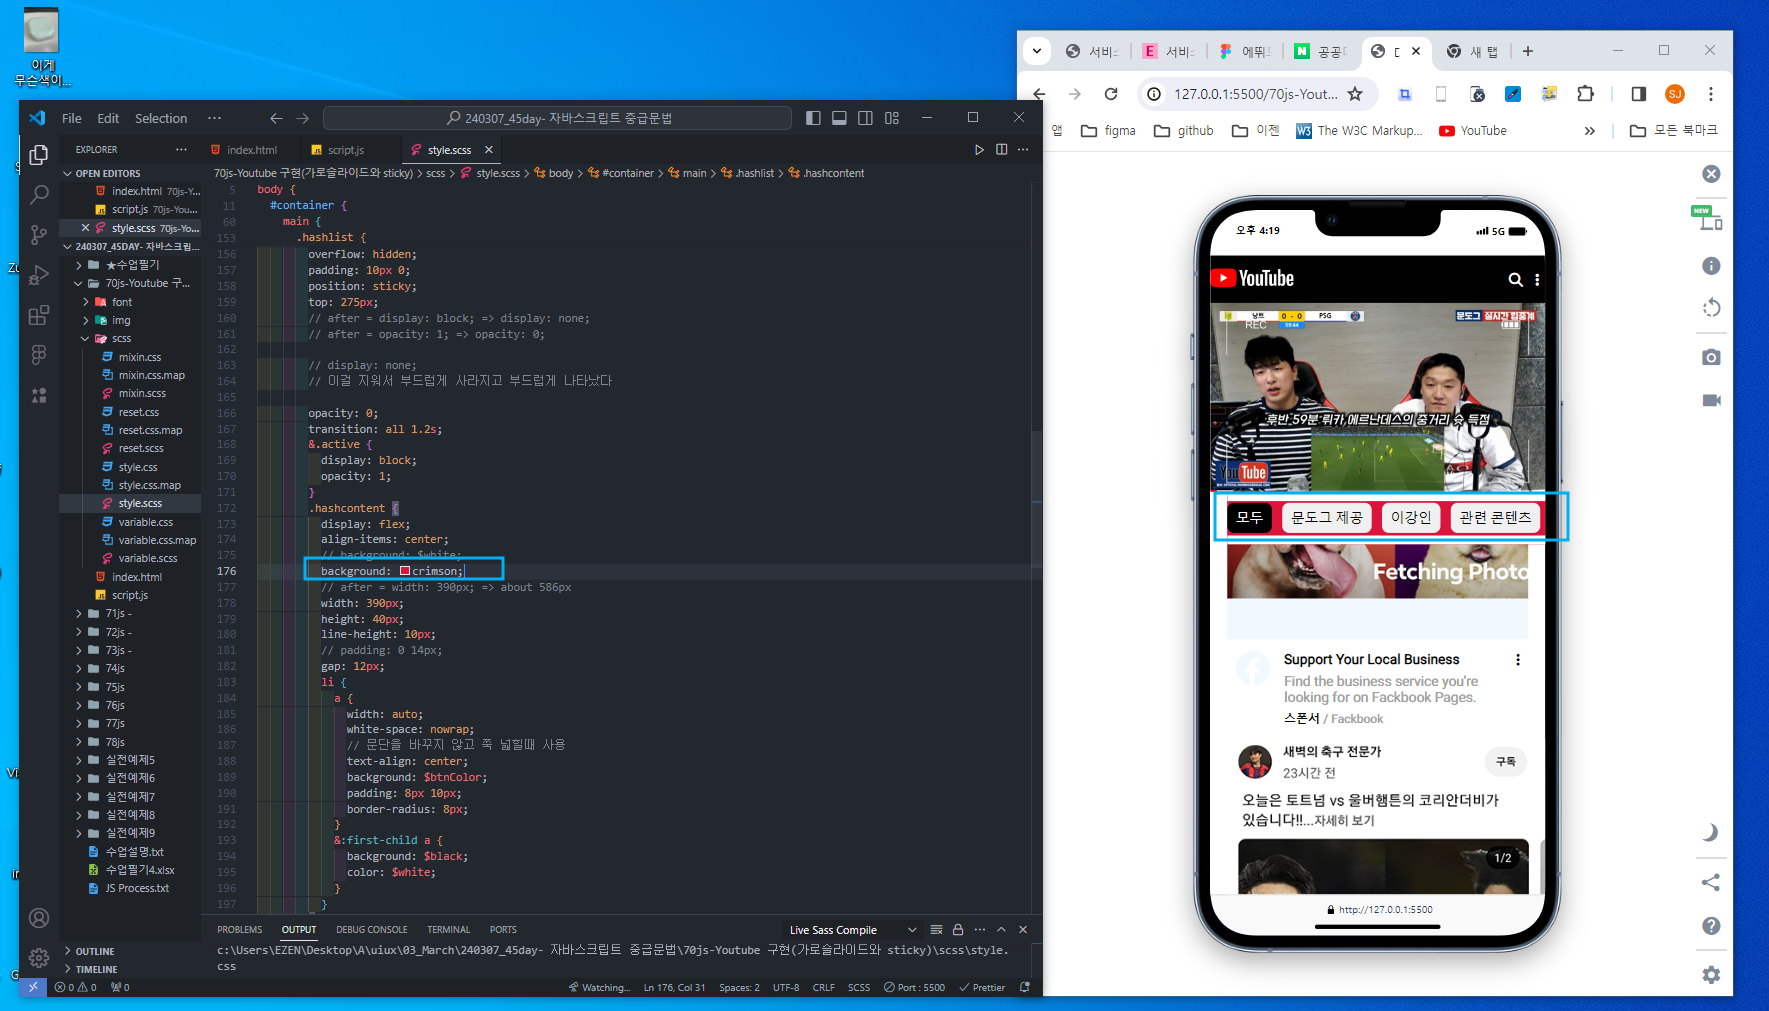 이게
무슨색이...
File
Edit
Selection
240307_45day- 자바스크립트 중급문법
EXPLORER
index.html
script.js
style.scss
OPEN EDITORS
index.html 70js-Y...
script.js 70js-You...
style.scss 70js-Yo...
240307_45DAY- 자바스크립...
★수업필기
70js-Youtube 구...
font
img
scss
mixin.css
mixin.css.map
mixin.scss
reset.css
reset.css.map
reset.scss
style.css
style.css.map
style.scss
variable.css
variable.css.map
variable.scss
index.html
script.js
71js -
72js -
73js -
74js
75js
76js
77js
78js
실전예제5
실전예제6
실전예제7
실전예제8
실전예제9
수업설명.txt
수업필기4.xlsx
JS Process.txt
OUTLINE
TIMELINE
70js-Youtube 구현(가로슬라이드와 sticky) > scss > style.scss > body > #container > main > .hashlist > .hashcontent
5 body {
11 #container {
60 main {
153 .hashlist {
156 overflow: hidden;
157 padding: 10px 0;
158 position: sticky;
159 top: 275px;
160 // after = display: block; => display: none;
161 // after = opacity: 1; => opacity: 0;
162
163 // display: none;
164 // 이걸 지워서 부드럽게 사라지고 부드럽게 나타났다
165
166 opacity: 0;
167 transition: all 1.2s;
168 &.active {
169 display: block;
170 opacity: 1;
171 }
172 .hashcontent {
173 display: flex;
174 align-items: center;
175 // background: $white;
176 background: crimson;
177 // after = width: 390px; => about 586px
178 width: 390px;
179 height: 40px;
180 line-height: 10px;
181 // padding: 0 14px;
182 gap: 12px;
183 li {
184 a {
185 width: auto;
186 white-space: nowrap;
187 // 문단을 바꾸지 않고 쭉 넓힐때 사용
188 text-align: center;
189 background: $btnColor;
190 padding: 8px 10px;
191 border-radius: 8px;
192 }
193 &:first-child a {
194 background: $black;
195 color: $white;
196 }
197 }
PROBLEMS
OUTPUT
DEBUG CONSOLE
TERMINAL
PORTS
Live Sass Compile
c:\Users\EZEN\Desktop\A\uiux\03_March\240307_45day- 자바스크립트 중급문법\70js-Youtube 구현(가로슬라이드와 sticky)\scss\style.
css
0 0 0
Watching...
Ln 176, Col 31
Spaces: 2
UTF-8
CRLF
SCSS
Port : 5500
Prettier
서비스
E 서비스
에뛰드
N 공공
새 탭
127.0.0.1:5500/70js-Yout...
SJ
앱
figma
github
이젠
W3 The W3C Markup...
YouTube
모든 북마크
NEW
오후 4:19
5G
YouTube
낭트 0 - 0 PSG
59:44
REC
문도그 실시간 입중계
후반 59분 뤼카 에르난데스의 중거리 슛 득점
YouTube
모두
문도그 제공
이강인
관련 콘텐츠
Fetching Photo
Support Your Local Business
Find the business service you're
looking for on Fackbook Pages.
스폰서 / Fackbook
새벽의 축구 전문가
23시간 전
구독
오늘은 토트넘 vs 울버햄튼의 코리안더비가
있습니다!!...자세히 보기
1/2
http://127.0.0.1:5500